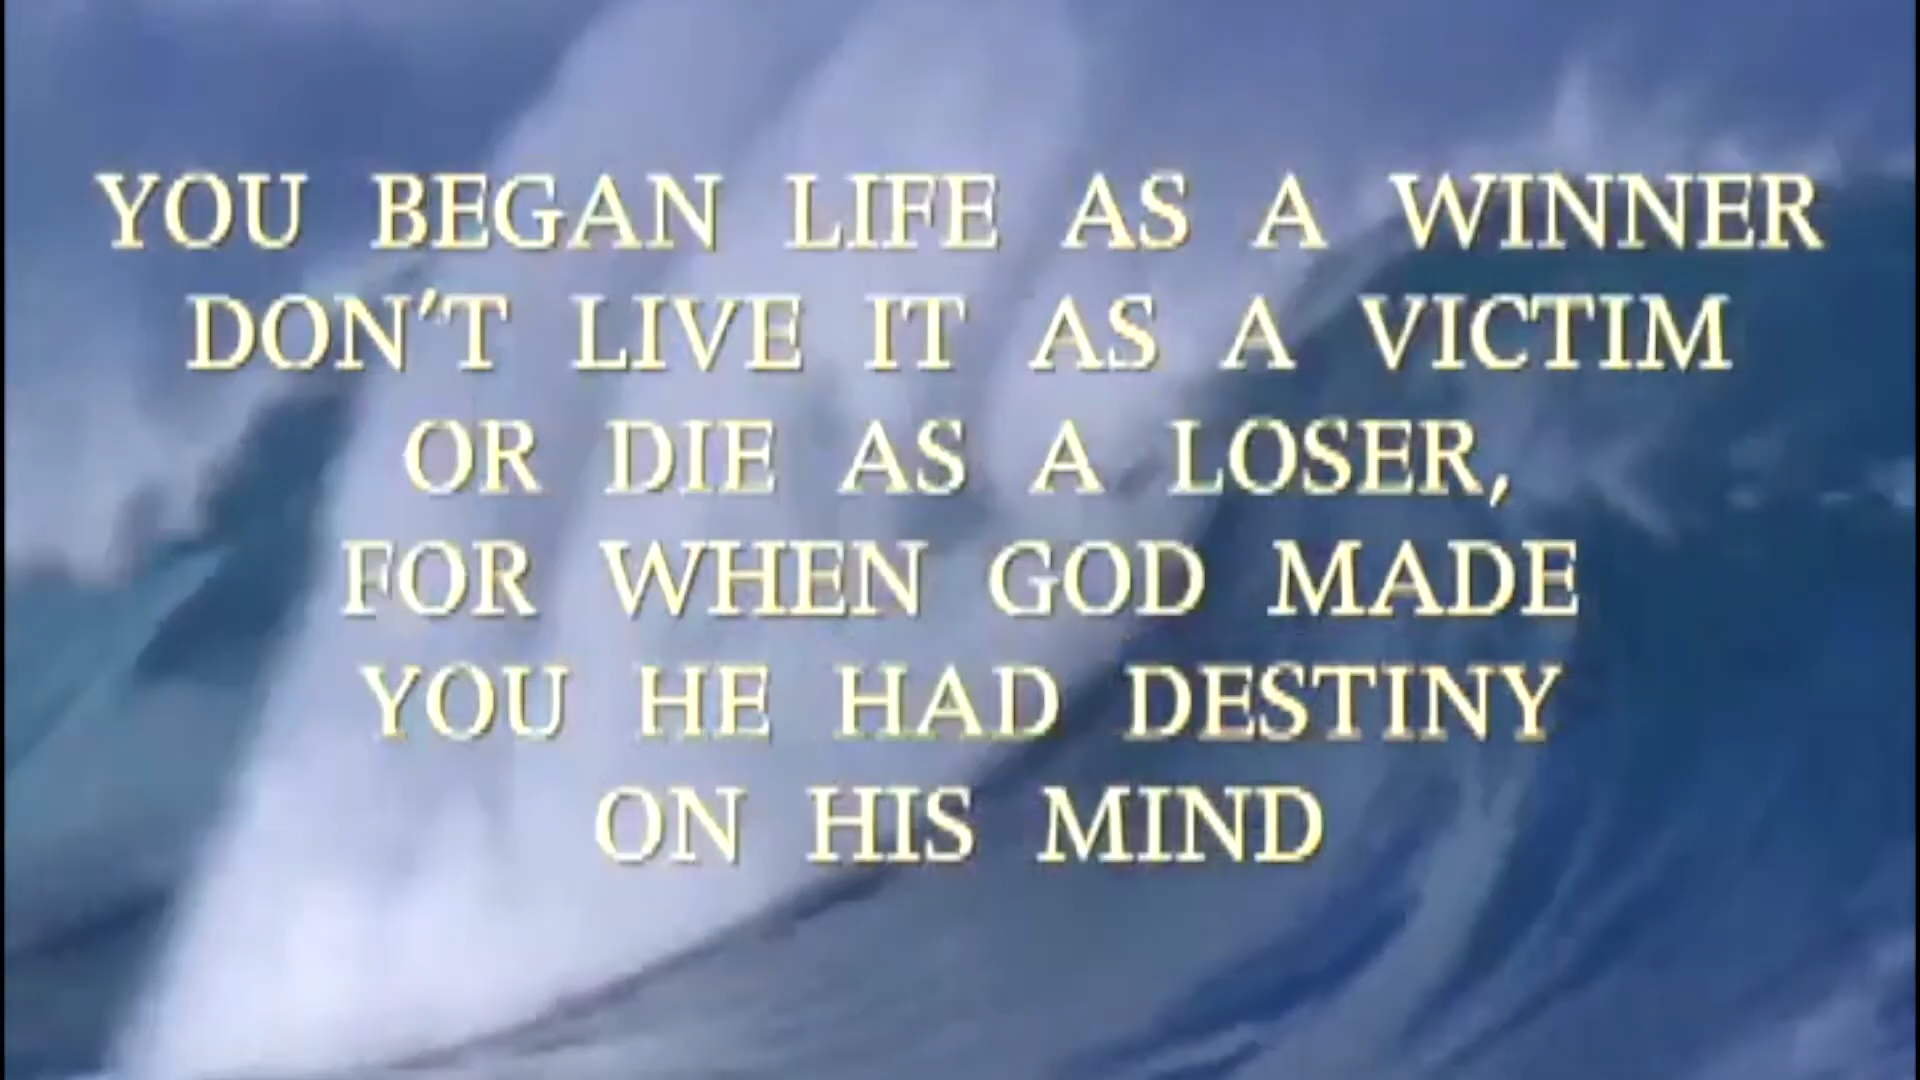 YOU BEGAN LIFE AS A WINNER
DON'T LIVE IT AS A VICTIM
OR DIE AS A LOSER,
FOR WHEN GOD MADE
YOU HE HAD DESTINY
ON HIS MIND